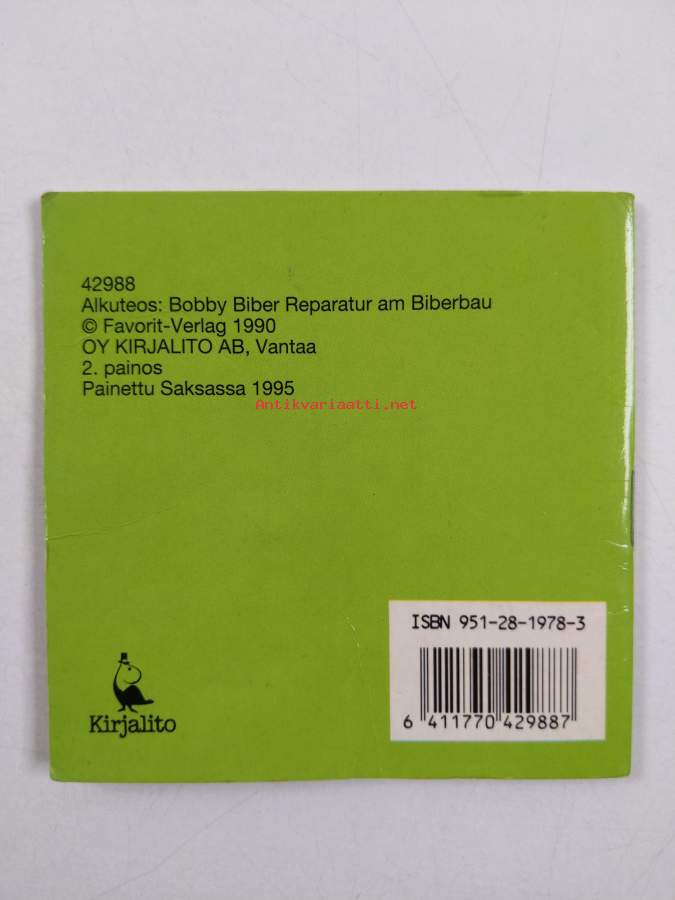 42988
Alkuteos: Bobby Biber Reparatur am Biberbau
© Favorit-Verlag 1990
OY KIRJALITO AB, Vantaa
2. painos
Painettu Saksassa 1995
Antikvariaatti.net
ISBN 951-28-1978-3
6 411770 429887
Kirjalito